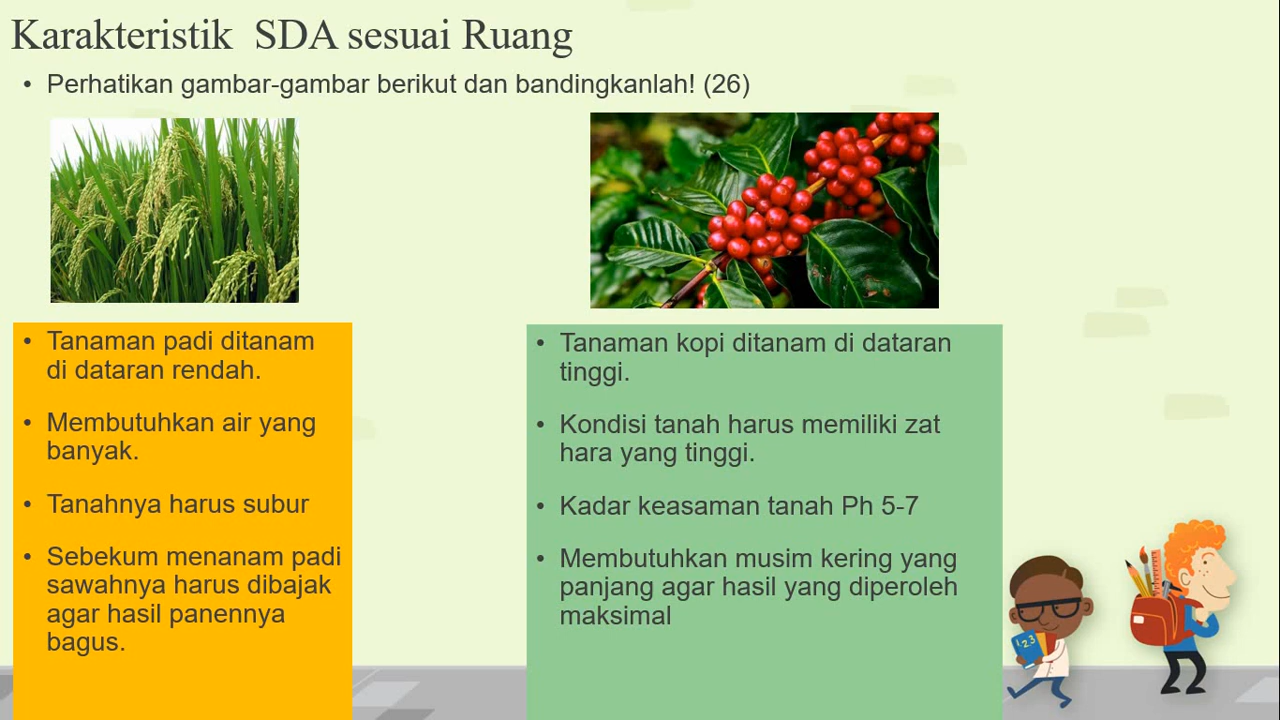 Karakteristik  SDA sesuai Ruang
• Perhatikan gambar-gambar berikut dan bandingkanlah! (26)
• Tanaman padi ditanam
di dataran rendah.
• Membutuhkan air yang
banyak.
• Tanahnya harus subur
• Sebekum menanam padi
sawahnya harus dibajak
agar hasil panennya
bagus.
• Tanaman kopi ditanam di dataran
tinggi.
• Kondisi tanah harus memiliki zat
hara yang tinggi.
• Kadar keasaman tanah Ph 5-7
• Membutuhkan musim kering yang
panjang agar hasil yang diperoleh
maksimal
123